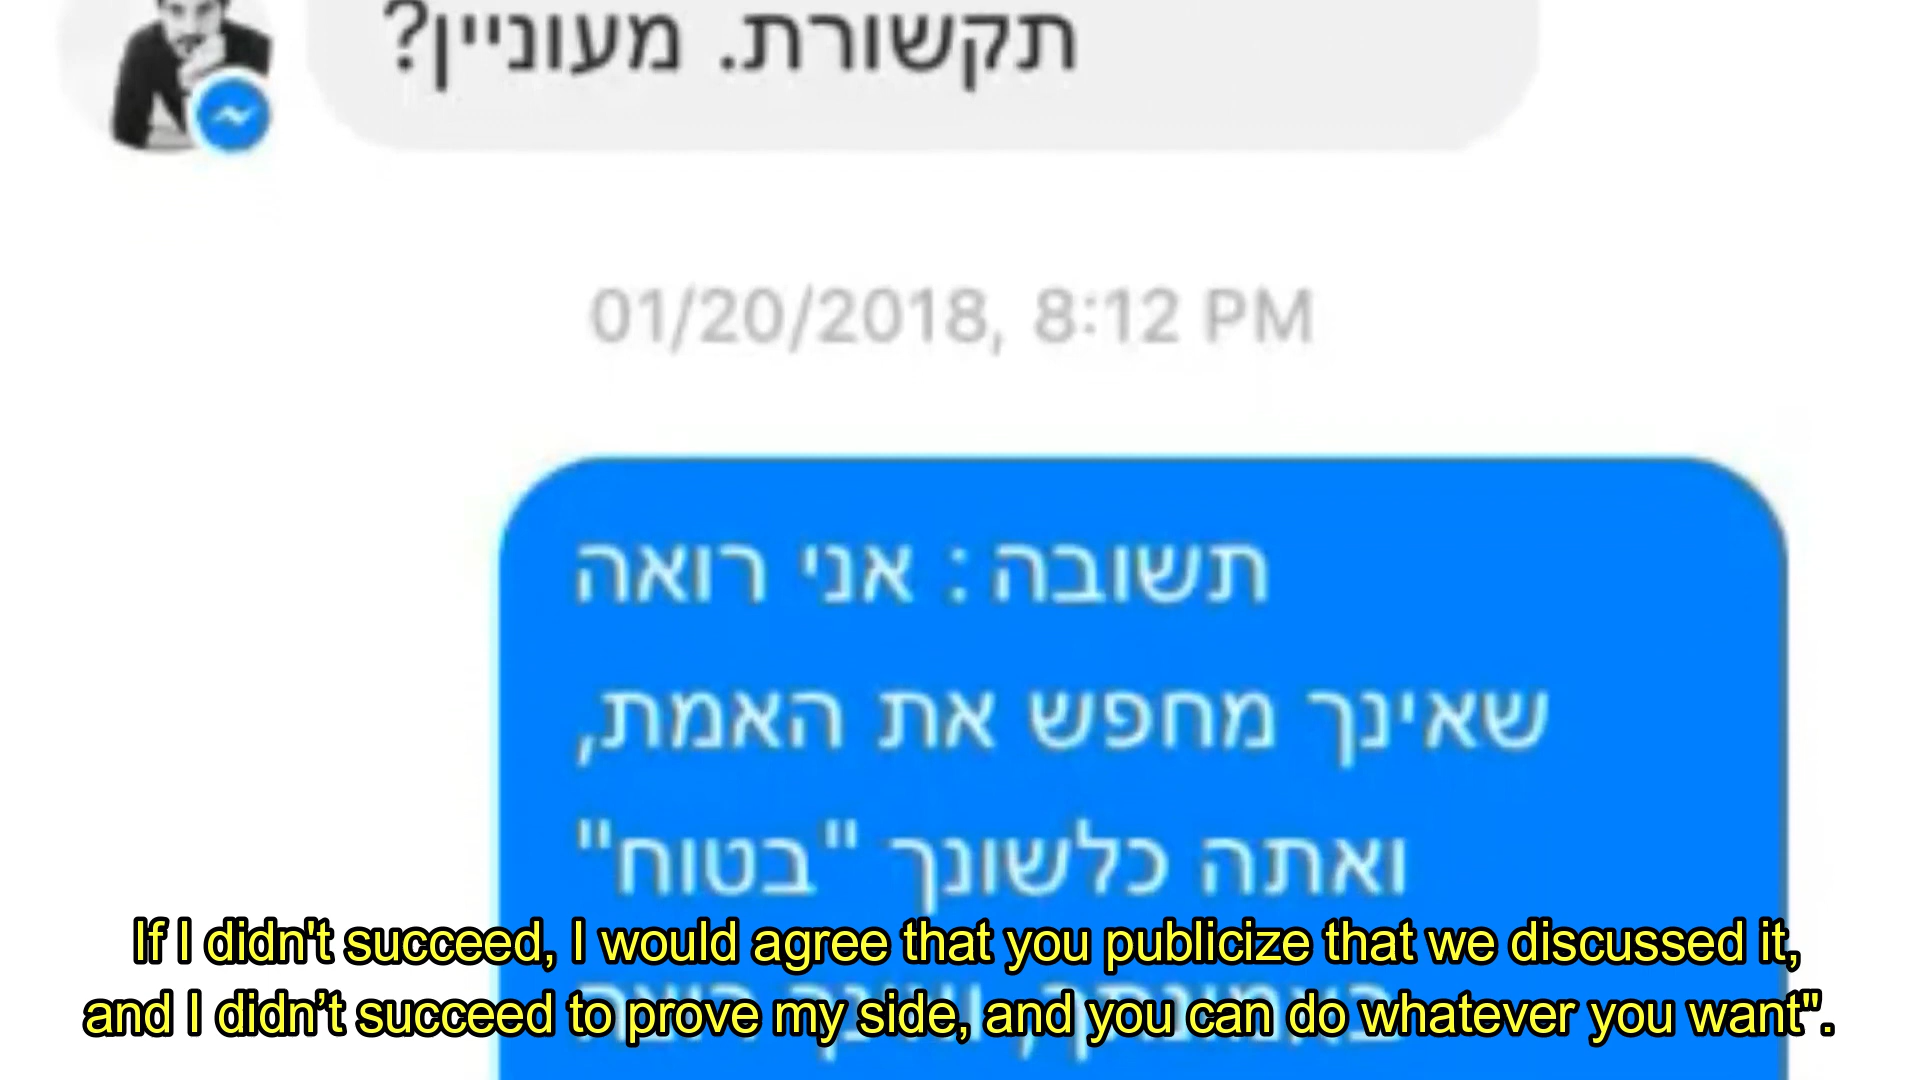 תקשורת. מעוניין?
01/20/2018, 8:12 PM
תשובה : אני רואה
שאינך מחפש את האמת,
ואתה כלשונך "בטוח"
If I didn't succeed, I would agree that you publicize that we discussed it,
and I didn’t succeed to prove my side, and you can do whatever you want".